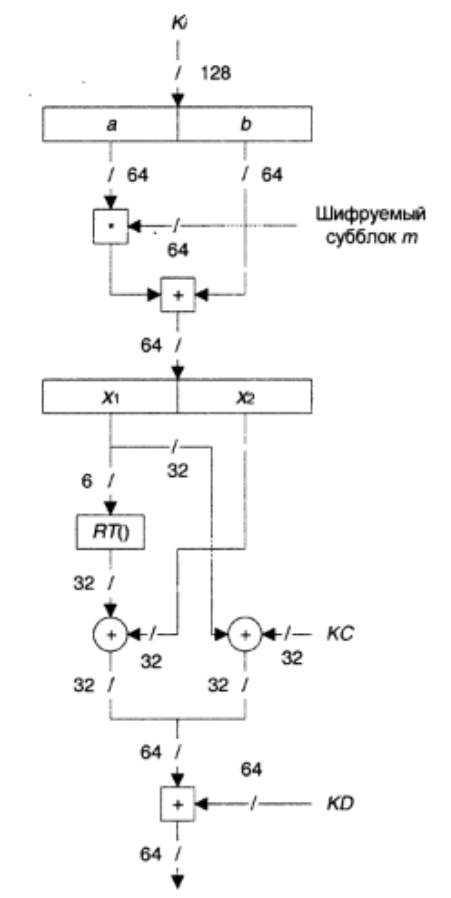 Ki
128
a b
64 64
*
Шифруемый
субблок m
64
+
64
X1 X2
32
6
RT()
32
+ + KC
32 32
32 32
64
64
+ KD
64